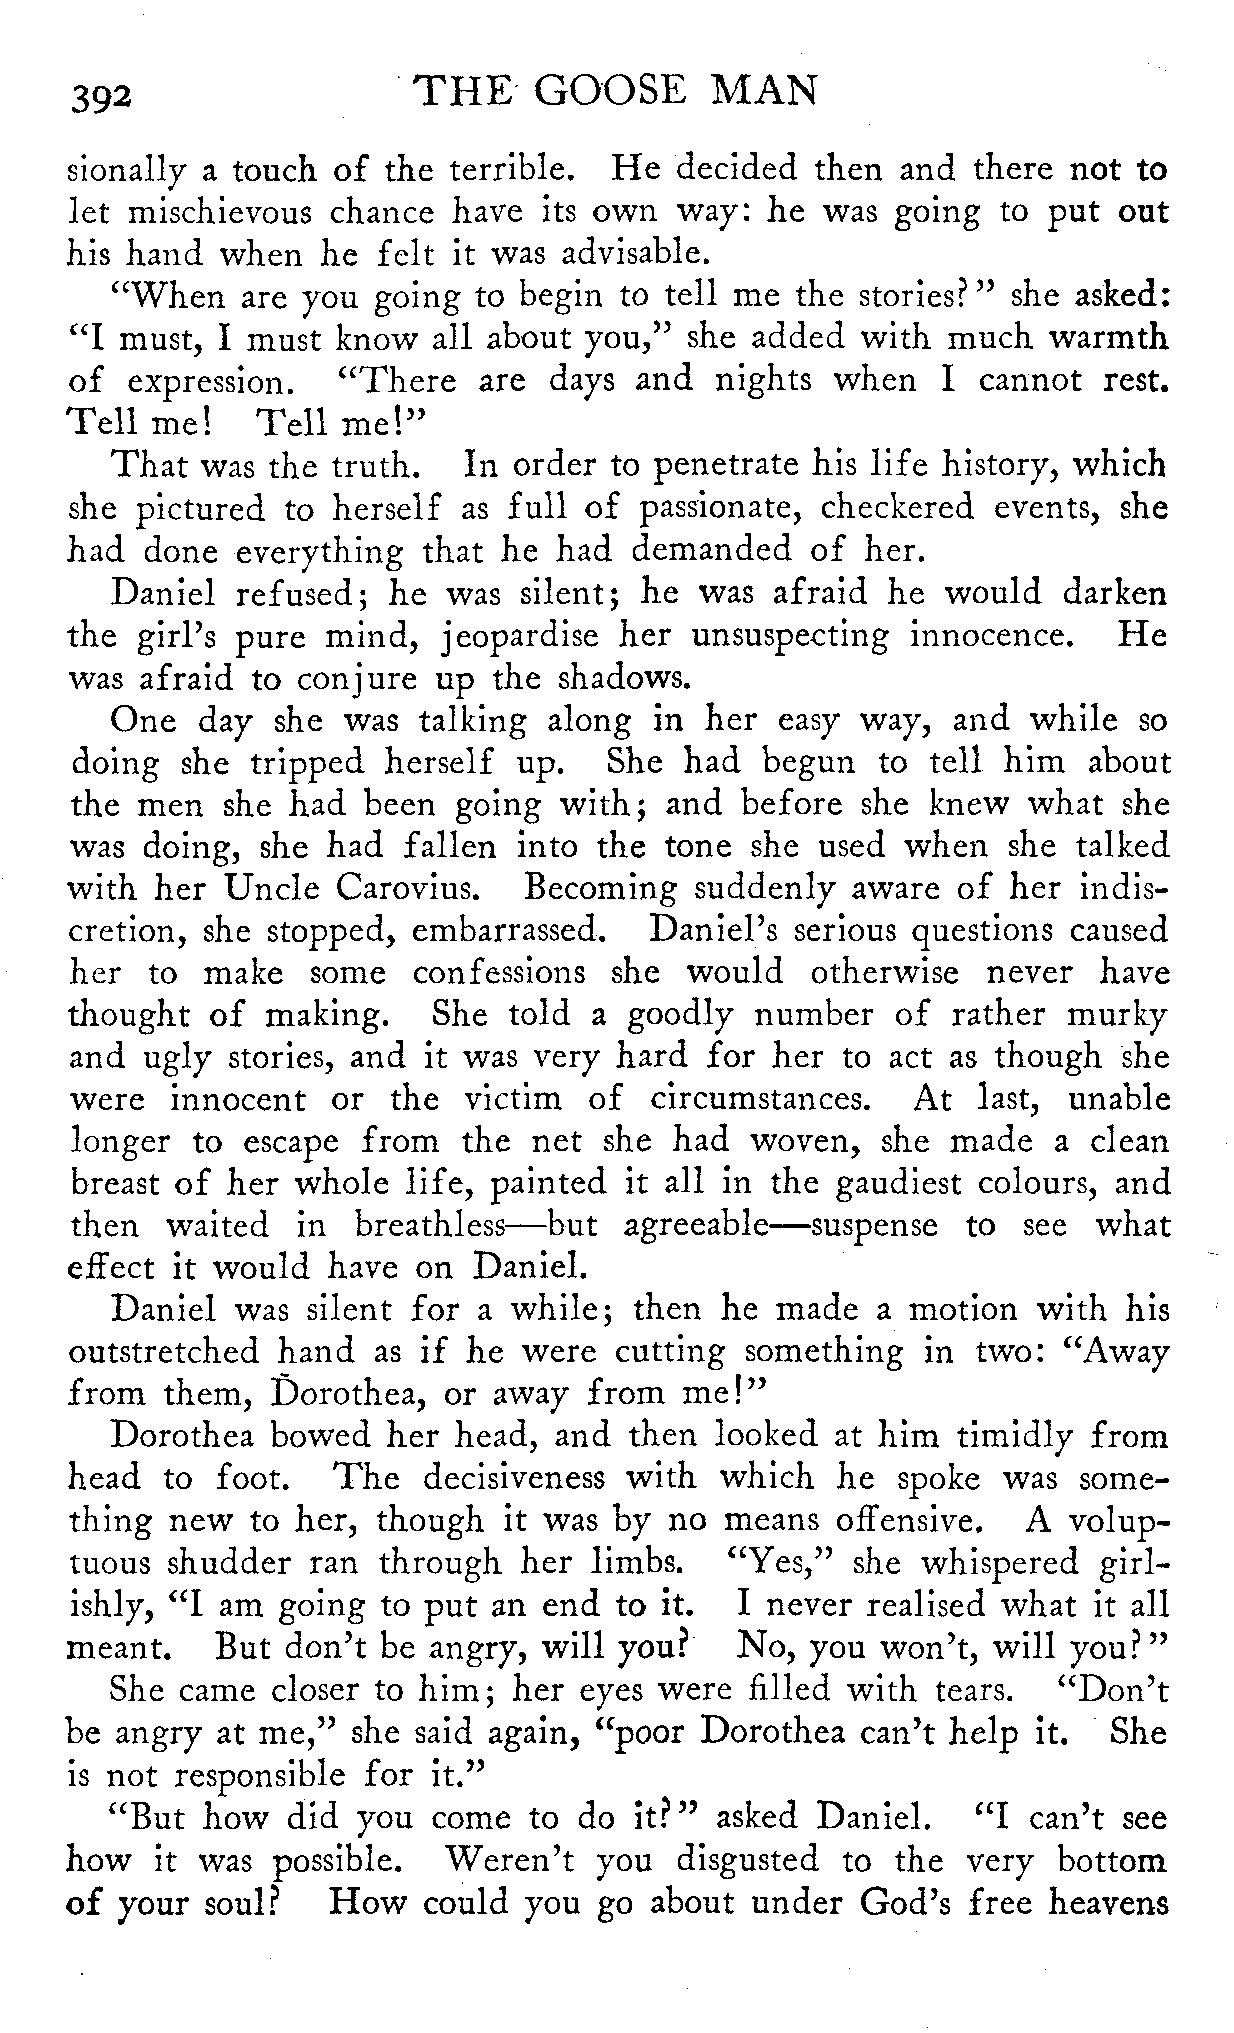 392 THE GOOSE MAN
sionally a touch of the terrible. He decided then and there not to
let mischievous chance have its own way: he was going to put out
his hand when he felt it was advisable.
"When are you going to begin to tell me the stories?" she asked:
"I must, I must know all about you," she added with much warmth
of expression. "There are days and nights when I cannot rest.
Tell me! Tell me!"
That was the truth. In order to penetrate his life history, which
she pictured to herself as full of passionate, checkered events, she
had done everything that he had demanded of her.
Daniel refused; he was silent; he was afraid he would darken
the girl's pure mind, jeopardise her unsuspecting innocence. He
was afraid to conjure up the shadows.
One day she was talking along in her easy way, and while so
doing she tripped herself up. She had begun to tell him about
the men she had been going with; and before she knew what she
was doing, she had fallen into the tone she used when she talked
with her Uncle Carovius. Becoming suddenly aware of her indis-
cretion, she stopped, embarrassed. Daniel's serious questions caused
her to make some confessions she would otherwise never have
thought of making. She told a goodly number of rather murky
and ugly stories, and it was very hard for her to act as though she
were innocent or the victim of circumstances. At last, unable
longer to escape from the net she had woven, she made a clean
breast of her whole life, painted it all in the gaudiest colours, and
then waited in breathless—but agreeable—suspense to see what
effect it would have on Daniel.
Daniel was silent for a while; then he made a motion with his
outstretched hand as if he were cutting something in two: "Away
from them, Dorothea, or away from me!"
Dorothea bowed her head, and then looked at him timidly from
head to foot. The decisiveness with which he spoke was some-
thing new to her, though it was by no means offensive. A volup-
tuous shudder ran through her limbs. "Yes," she whispered girl-
ishly, "I am going to put an end to it. I never realised what it all
meant. But don't be angry, will you? No, you won't, will you?"
She came closer to him; her eyes were filled with tears. "Don't
be angry at me," she said again, "poor Dorothea can't help it. She
is not responsible for it."
"But how did you come to do it?" asked Daniel. "I can't see
how it was possible. Weren't you disgusted to the very bottom
of your soul? How could you go about under God's free heavens